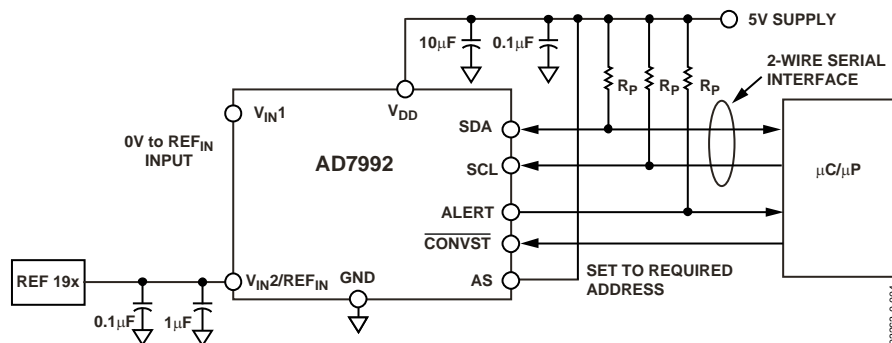 5V SUPPLY
10μF
0.1μF
2-WIRE SERIAL
INTERFACE
RP
RP
RP
VIN1
VDD
SDA
0V to REFIN
INPUT
AD7992
SCL
μC/μP
ALERT
CONVST
REF 19x
VIN2/REFIN
GND
AS
SET TO REQUIRED
ADDRESS
0.1μF
1μF